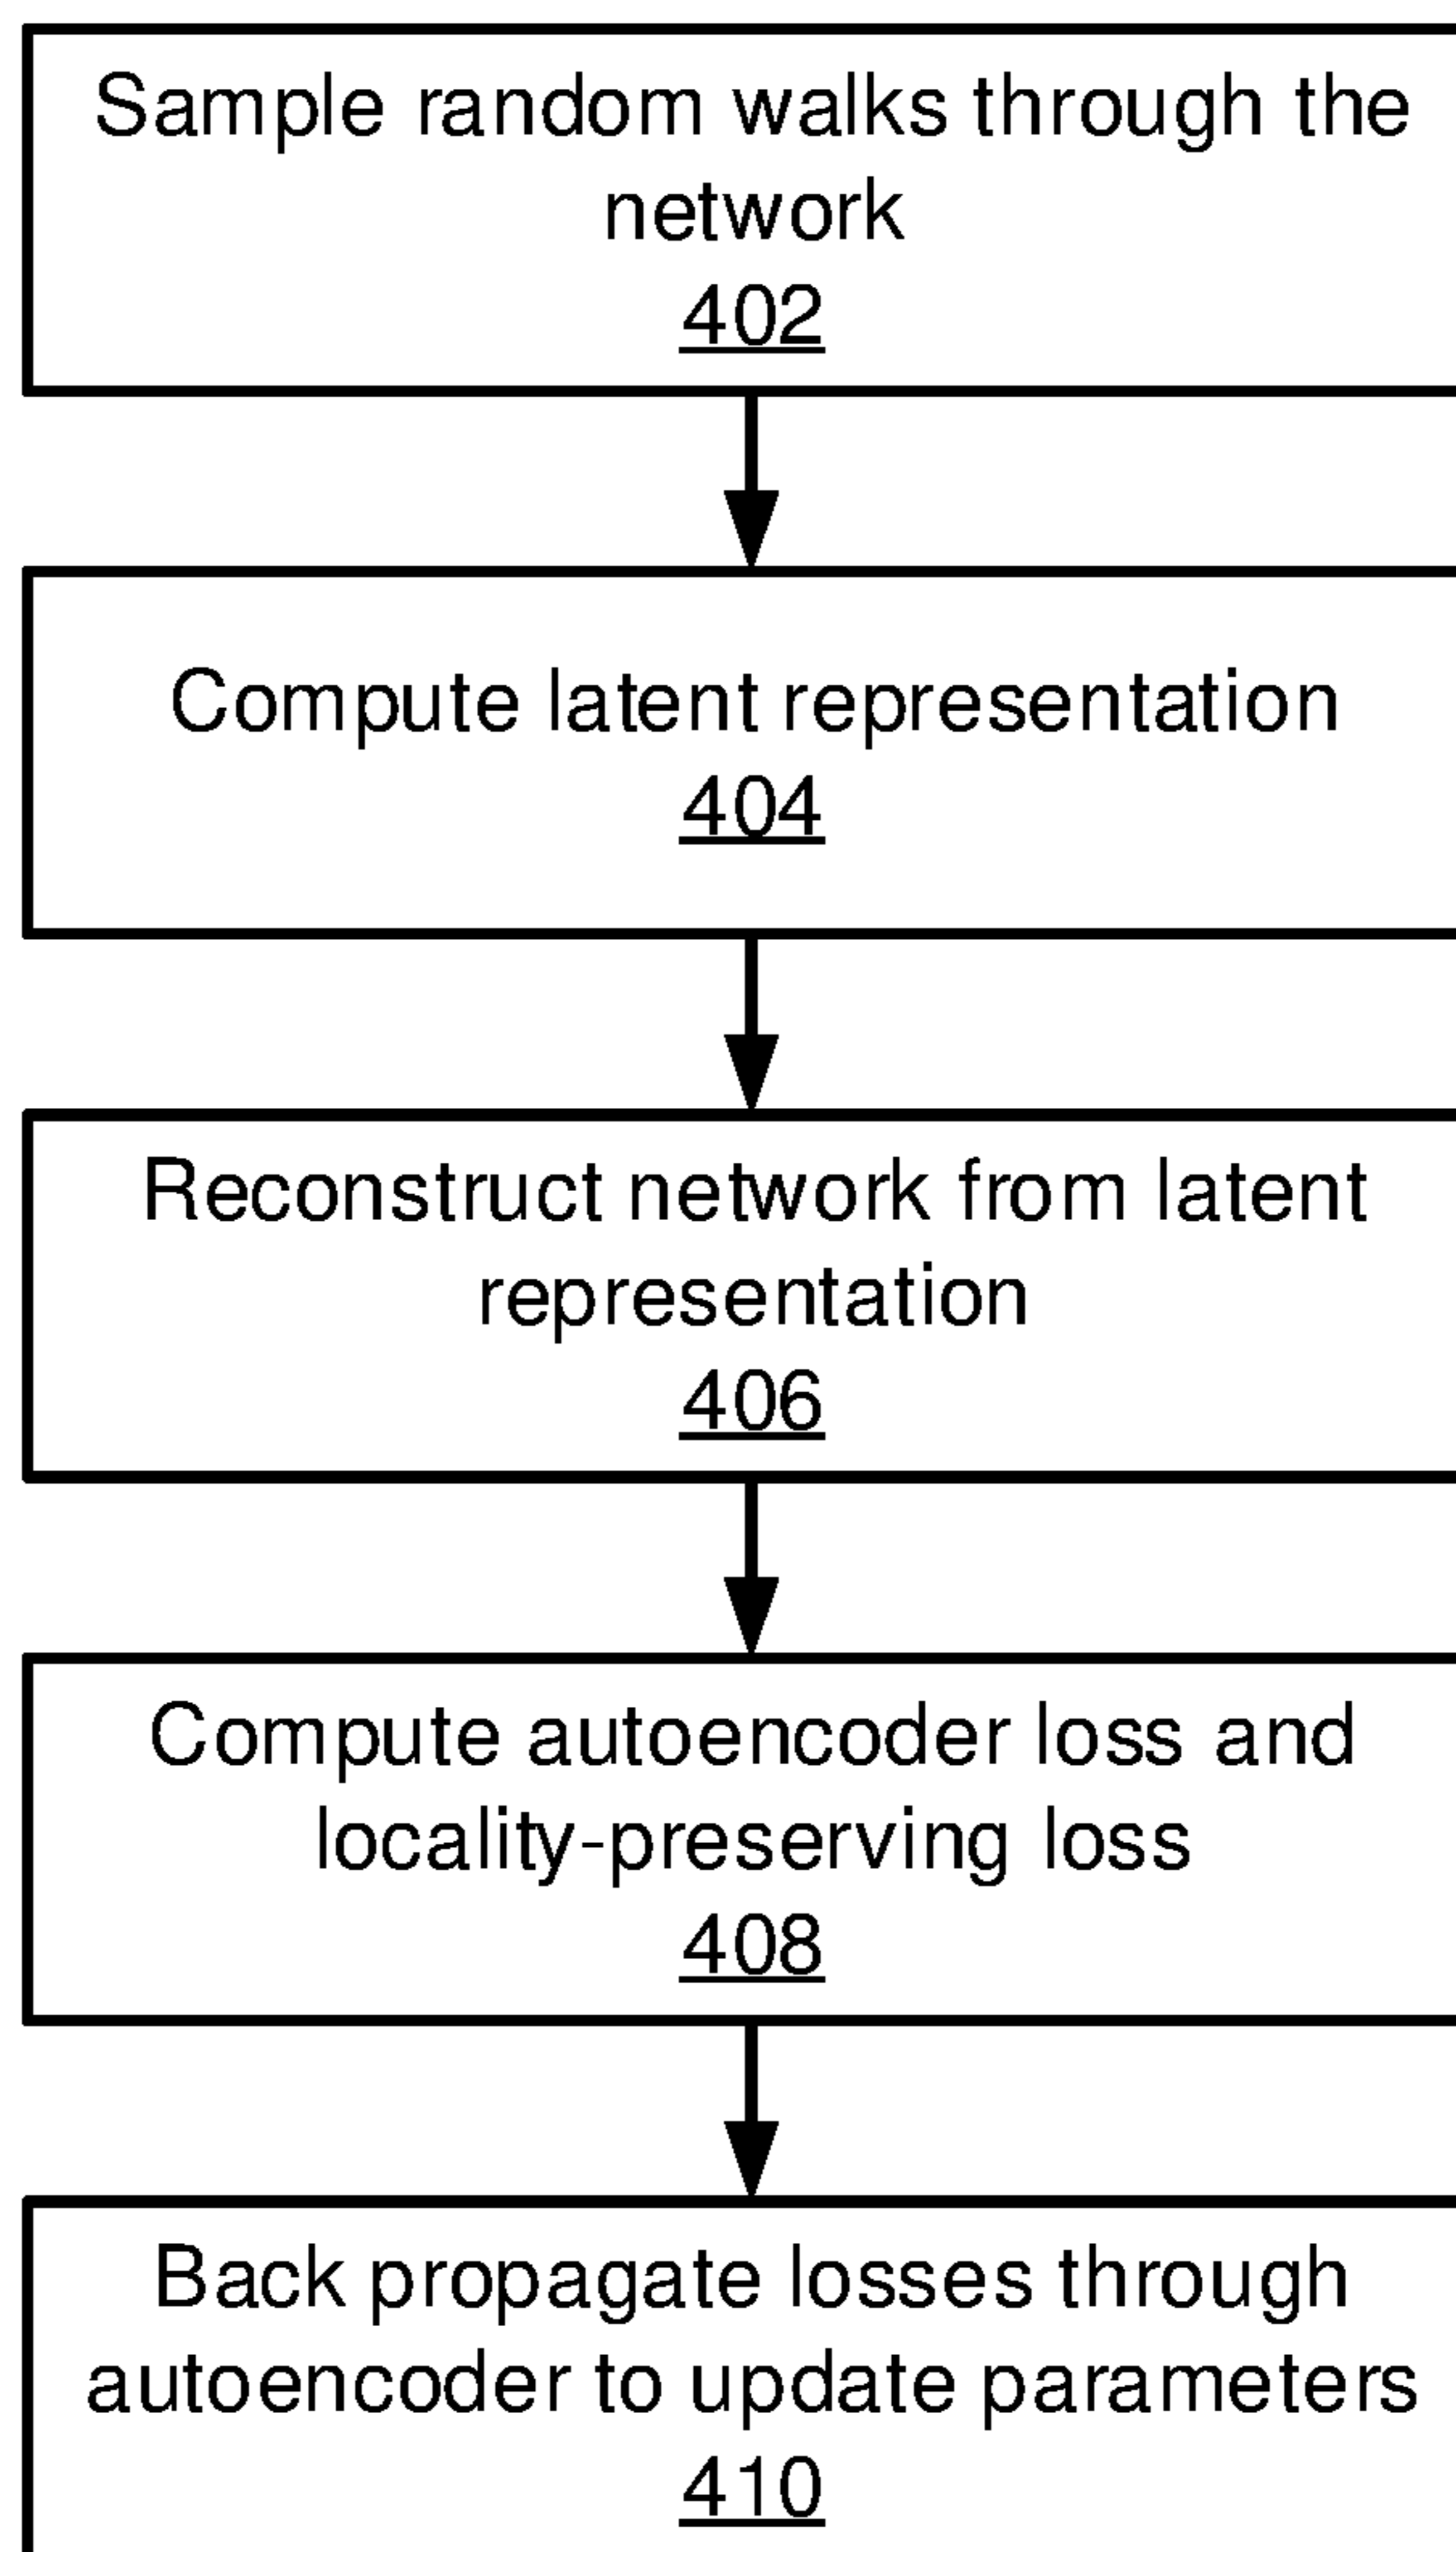 Sample random walks through the
network
402
Compute latent representation
404
Reconstruct network from latent
representation
406
Compute autoencoder loss and
locality-preserving loss
408
Back propagate losses through
autoencoder to update parameters
410